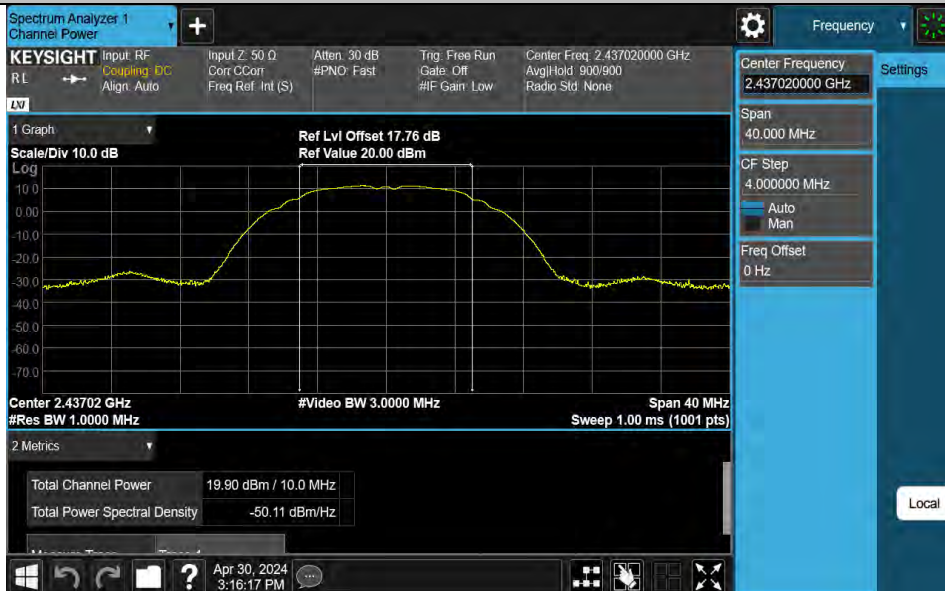 Spectrum Analyzer 1
Channel Power
+
Frequency
KEYSIGHT
R L
LXI
Input: RF
Coupling: DC
Align: Auto
Input Z: 50 Ω
Corr CCorr
Freq Ref: Int (S)
Atten: 30 dB
#PNO: Fast
Trig: Free Run
Gate: Off
#IF Gain: Low
Center Freq: 2.437020000 GHz
Avg|Hold: 900/900
Radio Std: None
Center Frequency
2.437020000 GHz
Settings
Span
40.000 MHz
CF Step
4.000000 MHz
Auto
Man
Freq Offset
0 Hz
Local
1 Graph
Scale/Div 10.0 dB
Ref Lvl Offset 17.76 dB
Ref Value 20.00 dBm
Log
10.0
0.00
-10.0
-20.0
-30.0
-40.0
-50.0
-60.0
-70.0
Center 2.43702 GHz
#Video BW 3.0000 MHz
Span 40 MHz
#Res BW 1.0000 MHz
Sweep 1.00 ms (1001 pts)
2 Metrics
Total Channel Power 19.90 dBm / 10.0 MHz
Total Power Spectral Density -50.11 dBm/Hz
?
Apr 30, 2024
3:16:17 PM